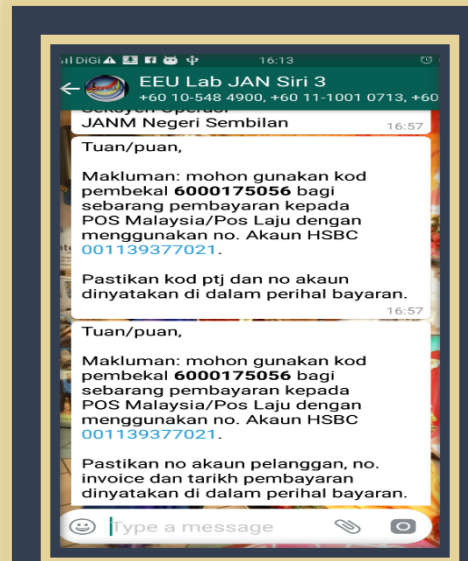 DiGi 16:13
EEU Lab JAN Siri 3
+60 10-548 4900, +60 11-1001 0713, +60
Seksyen Operasi
JANM Negeri Sembilan 16:57
Tuan/puan,
Makluman: mohon gunakan kod
pembekal 6000175056 bagi
sebarang pembayaran kepada
POS Malaysia/Pos Laju dengan
menggunakan no. Akaun HSBC
001139377021.
Pastikan kod ptj dan no akaun
dinyatakan di dalam perihal bayaran.
16:57
Tuan/puan,
Makluman: mohon gunakan kod
pembekal 6000175056 bagi
sebarang pembayaran kepada
POS Malaysia/Pos Laju dengan
menggunakan no. Akaun HSBC
001139377021.
Pastikan no akaun pelanggan, no.
invoice dan tarikh pembayaran
dinyatakan di dalam perihal bayaran.
Type a message